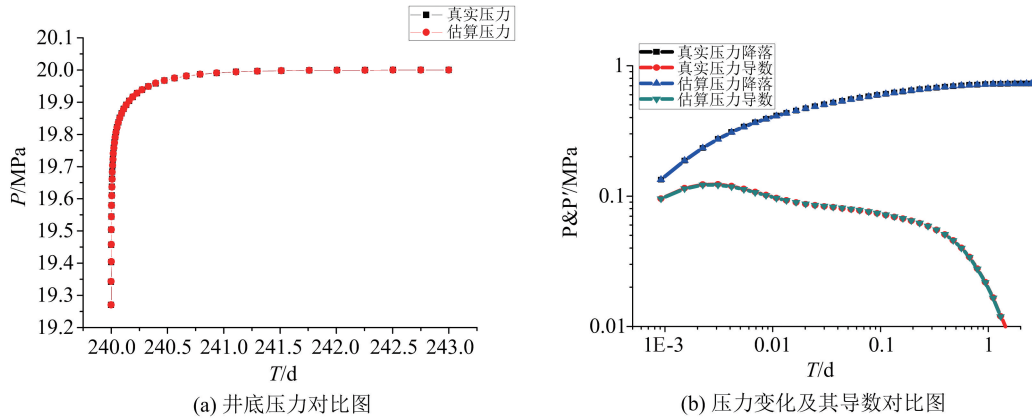 真实压力
估算压力
20.1
20.0
19.9
19.8
19.7
19.6
19.5
19.4
19.3
19.2
P/MPa
240.0 240.5 241.0 241.5 242.0 242.5 243.0
T/d
(a) 井底压力对比图
真实压力降落
真实压力导数
估算压力降落
估算压力导数
1
0.1
0.01
P&P′/MPa
1E-3 0.01 0.1 1
T/d
(b) 压力变化及其导数对比图